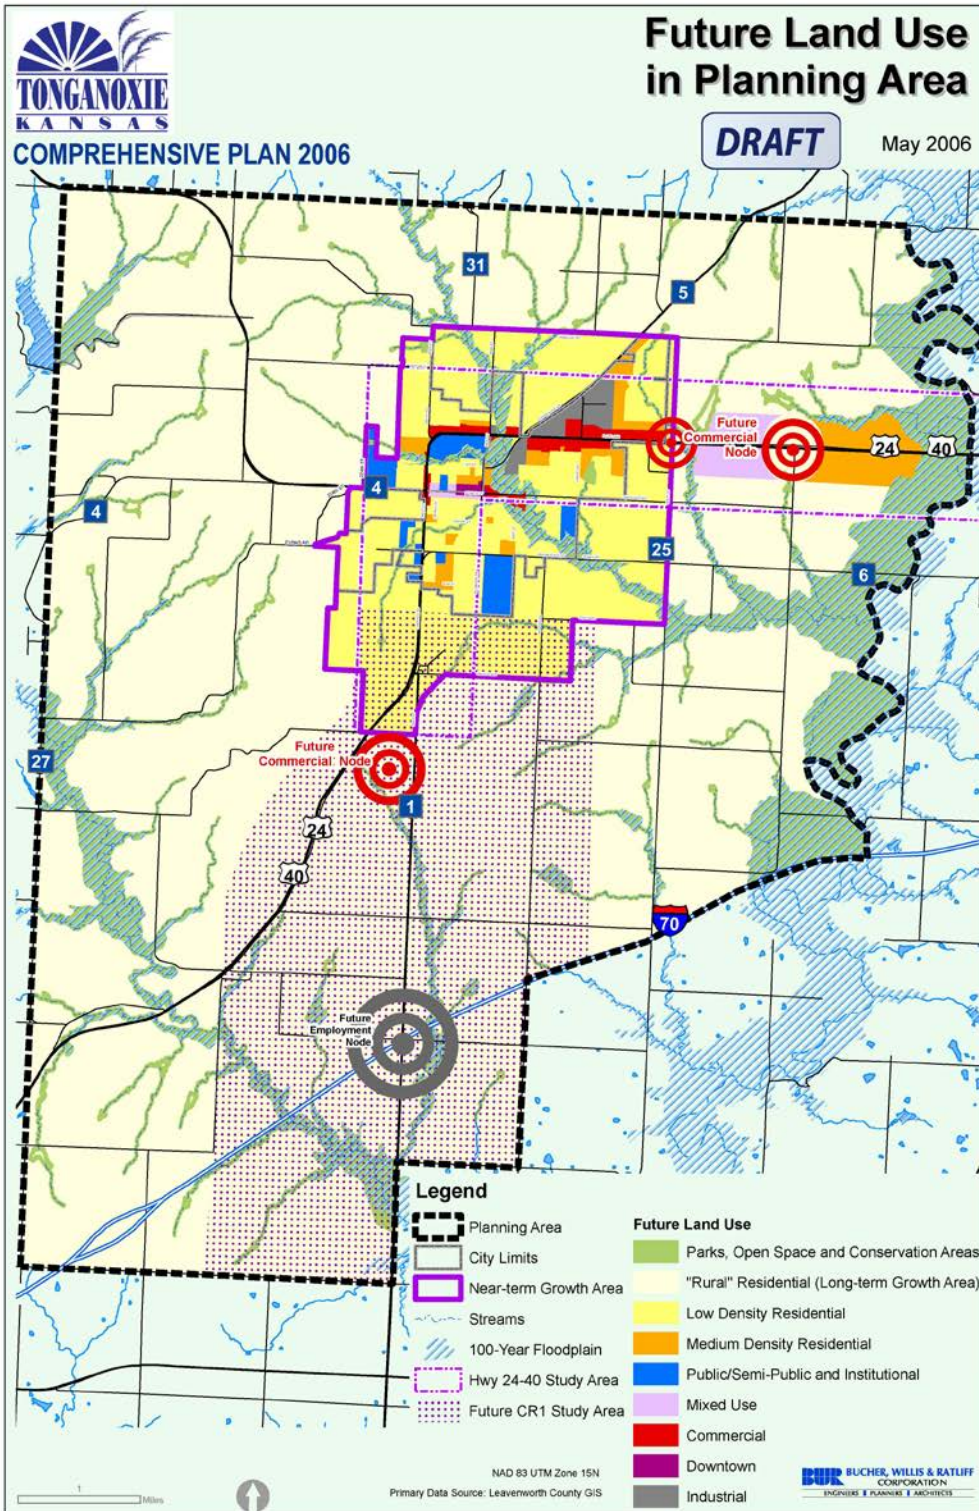 TONGANOXIE
KANSAS
COMPREHENSIVE PLAN 2006
Future Land Use
in Planning Area
DRAFT
May 2006
31
5
Future
Commercial
Node
24
40
4
4
25
6
27
Future
Commercial Node
1
24
40
70
Future
Employment
Node
Legend
Planning Area
City Limits
Near-term Growth Area
Streams
100-Year Floodplain
Hwy 24-40 Study Area
Future CR1 Study Area
Future Land Use
Parks, Open Space and Conservation Areas
"Rural" Residential (Long-term Growth Area)
Low Density Residential
Medium Density Residential
Public/Semi-Public and Institutional
Mixed Use
Commercial
Downtown
Industrial
1
Miles
NAD 83 UTM Zone 15N
Primary Data Source: Leavenworth County GIS
BWR BUCHER, WILLIS & RATLIFF
CORPORATION
ENGINEERS | PLANNERS | ARCHITECTS